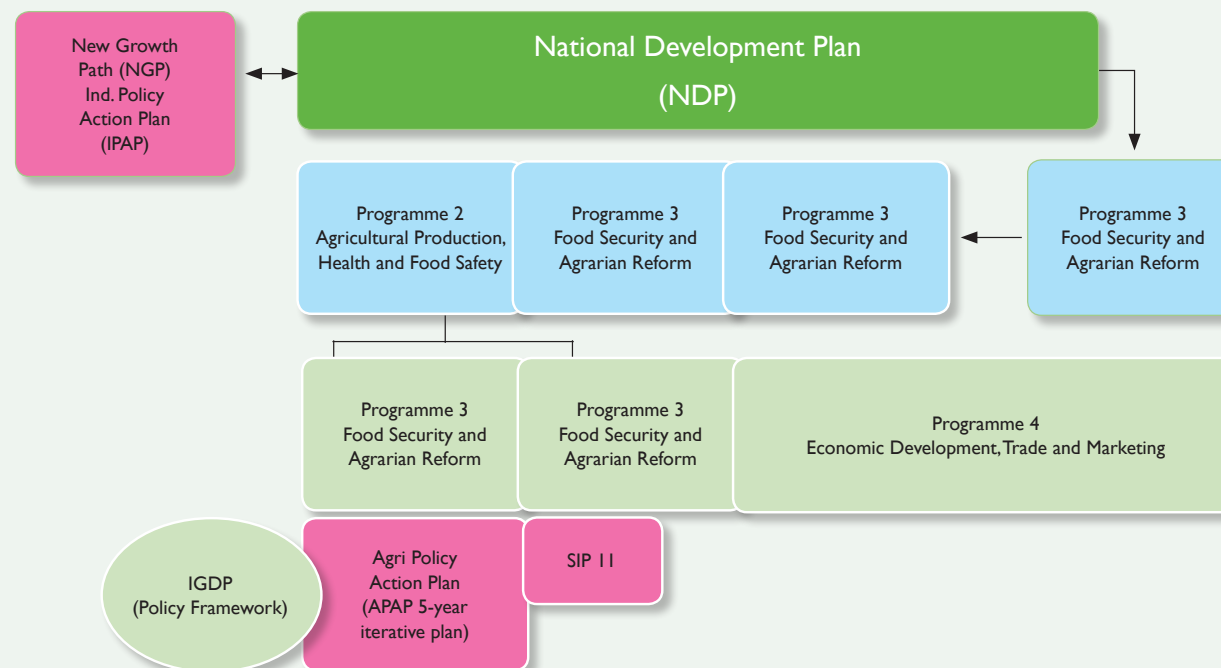 New Growth
Path (NGP)
Ind. Policy
Action Plan
(IPAP)
National Development Plan
(NDP)
Programme 2
Agricultural Production,
Health and Food Safety
Programme 3
Food Security and
Agrarian Reform
Programme 3
Food Security and
Agrarian Reform
Programme 3
Food Security and
Agrarian Reform
Programme 3
Food Security and
Agrarian Reform
Programme 3
Food Security and
Agrarian Reform
Programme 4
Economic Development, Trade and Marketing
IGDP
(Policy Framework)
Agri Policy
Action Plan
(APAP 5-year
iterative plan)
SIP 11